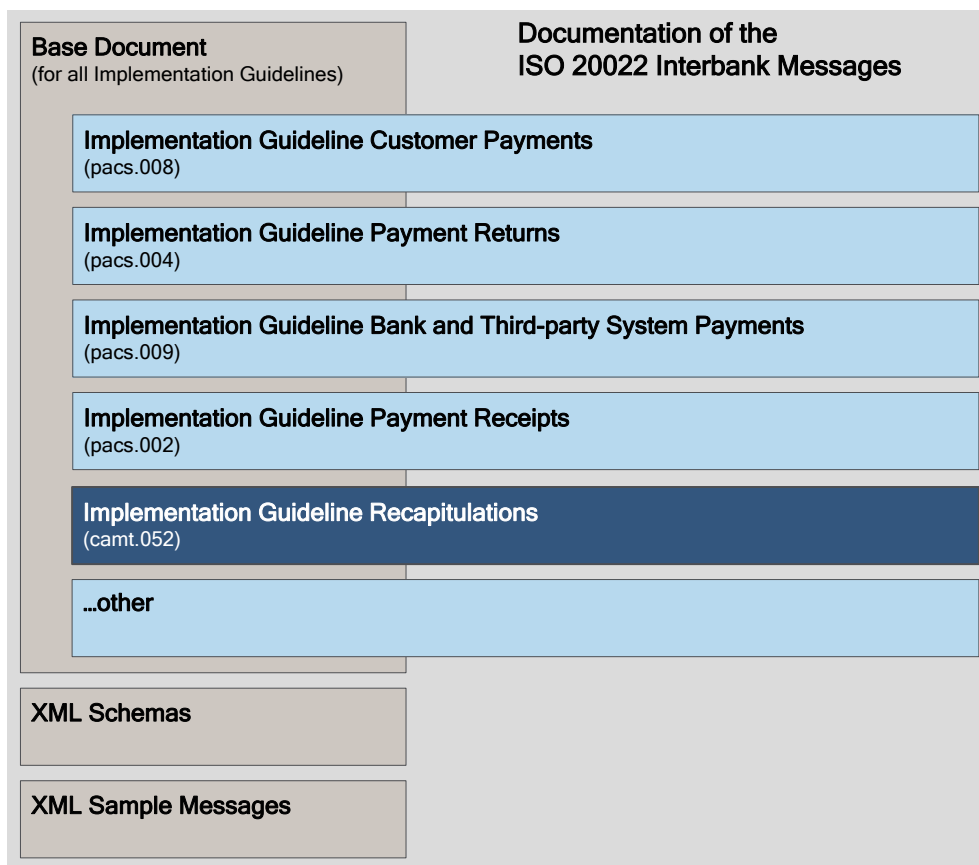 Base Document
(for all Implementation Guidelines)
Documentation of the
ISO 20022 Interbank Messages
Implementation Guideline Customer Payments
(pacs.008)
Implementation Guideline Payment Returns
(pacs.004)
Implementation Guideline Bank and Third-party System Payments
(pacs.009)
Implementation Guideline Payment Receipts
(pacs.002)
Implementation Guideline Recapitulations
(camt.052)
...other
XML Schemas
XML Sample Messages